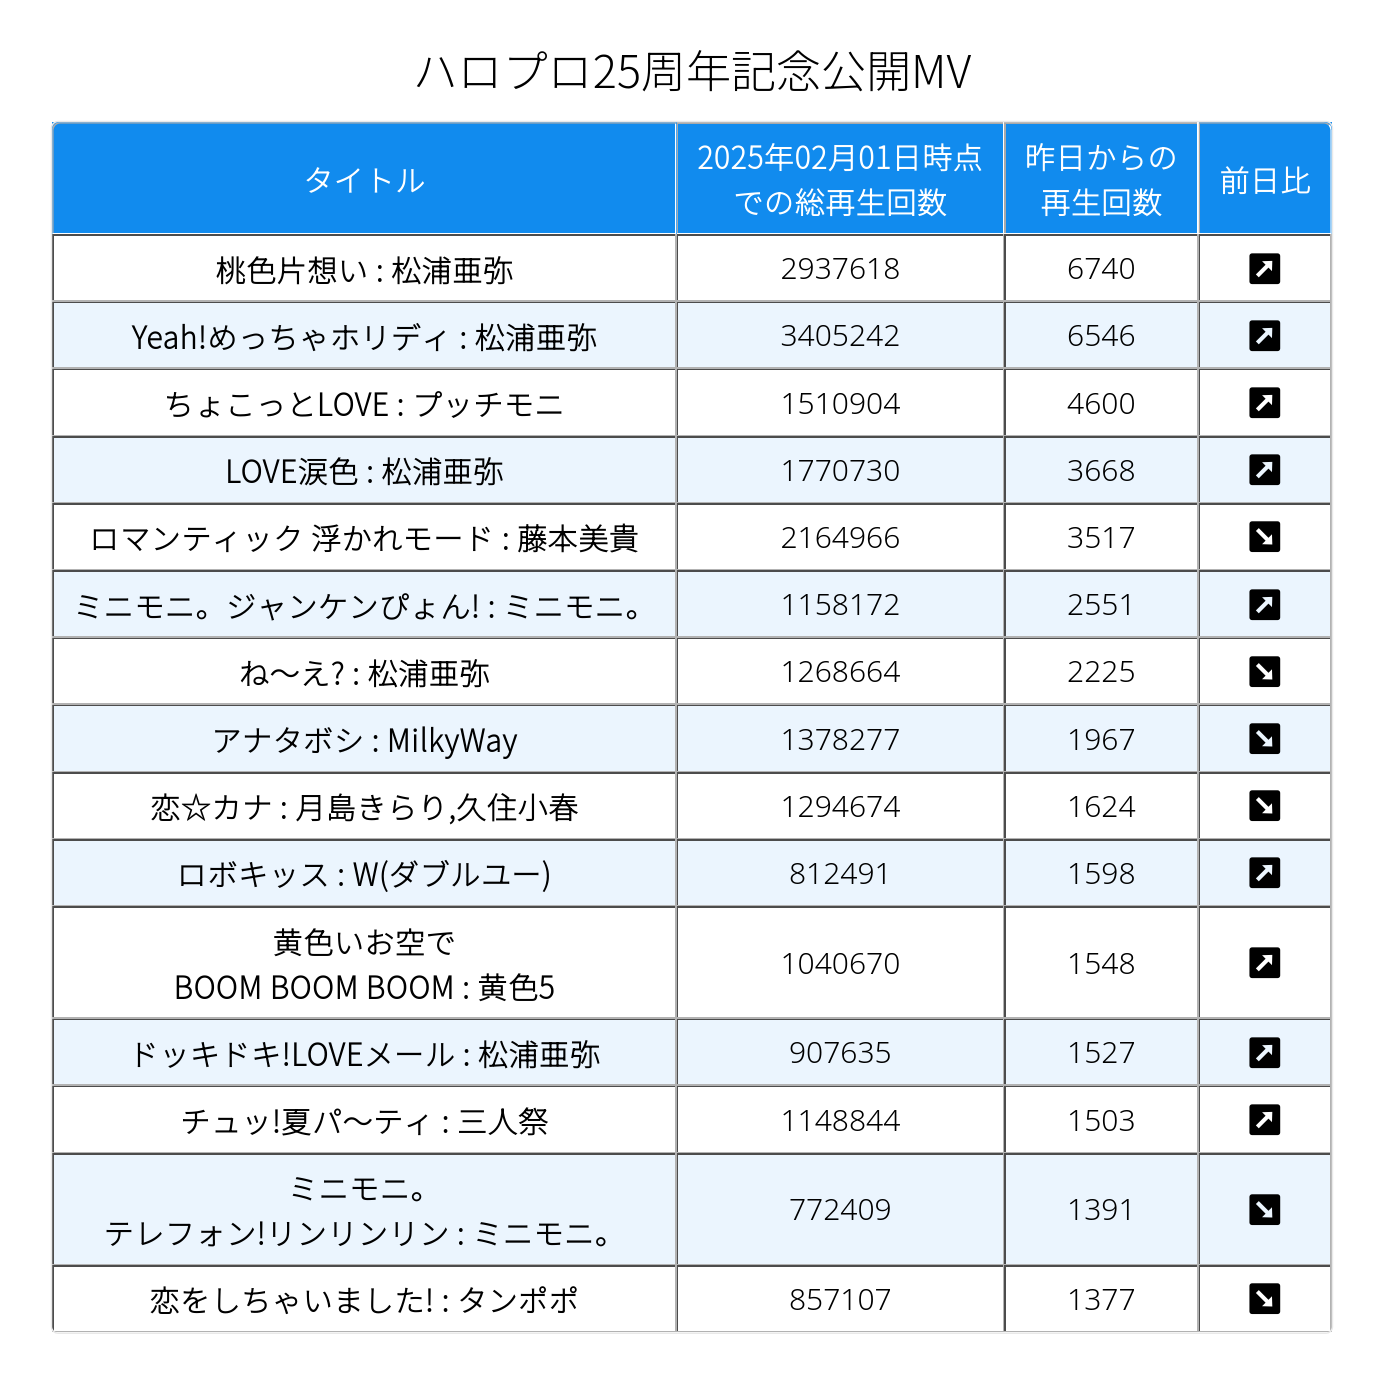 ハロプロ25周年記念公開MV
タイトル
2025年02月01日時点
での総再生回数
昨日からの
再生回数
前日比
桃色片想い : 松浦亜弥 2937618 6740 ↗
Yeah!めっちゃホリディ : 松浦亜弥 3405242 6546 ↗
ちょこっとLOVE : プッチモニ 1510904 4600 ↗
LOVE涙色 : 松浦亜弥 1770730 3668 ↗
ロマンティック 浮かれモード : 藤本美貴 2164966 3517 ↘
ミニモニ。ジャンケンぴょん! : ミニモニ。 1158172 2551 ↗
ね〜え? : 松浦亜弥 1268664 2225 ↘
アナタボシ : MilkyWay 1378277 1967 ↘
恋☆カナ : 月島きらり,久住小春 1294674 1624 ↘
ロボキッス : W(ダブルユー) 812491 1598 ↗
黄色いお空で
BOOM BOOM BOOM : 黄色5 1040670 1548 ↗
ドッキドキ!LOVEメール : 松浦亜弥 907635 1527 ↗
チュッ!夏パ〜ティ : 三人祭 1148844 1503 ↗
ミニモニ。
テレフォン!リンリンリン : ミニモニ。 772409 1391 ↘
恋をしちゃいました! : タンポポ 857107 1377 ↘